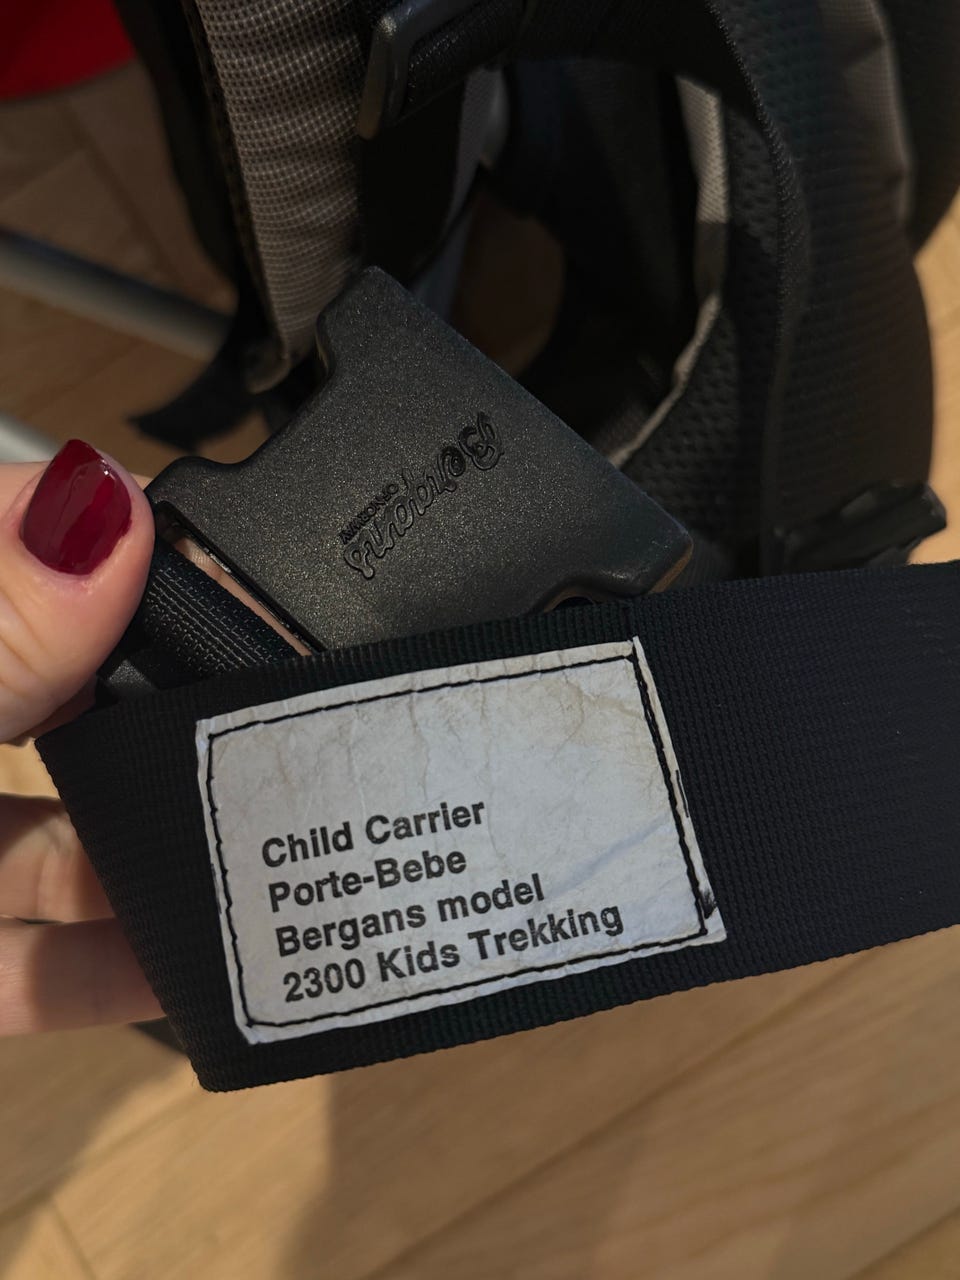 Bergans
OF NORWAY
Child Carrier
Porte-Bebe
Bergans model
2300 Kids Trekking